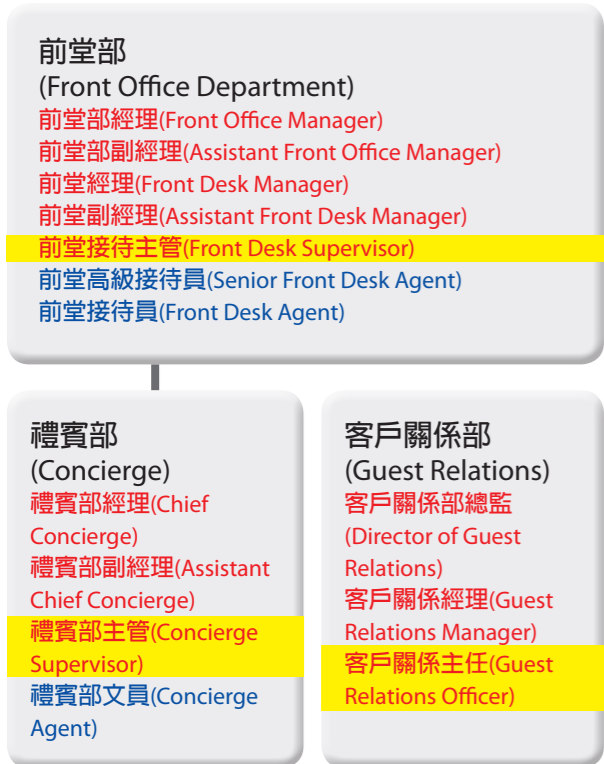 前堂部
(Front Office Department)
前堂部經理(Front Office Manager)
前堂部副經理(Assistant Front Office Manager)
前堂經理(Front Desk Manager)
前堂副經理(Assistant Front Desk Manager)
前堂接待主管(Front Desk Supervisor)
前堂高級接待員(Senior Front Desk Agent)
前堂接待員(Front Desk Agent)
禮賓部
(Concierge)
禮賓部經理(Chief
Concierge)
禮賓部副經理(Assistant
Chief Concierge)
禮賓部主管(Concierge
Supervisor)
禮賓部文員(Concierge
Agent)
客戶關係部
(Guest Relations)
客戶關係部總監
(Director of Guest
Relations)
客戶關係經理(Guest
Relations Manager)
客戶關係主任(Guest
Relations Officer)